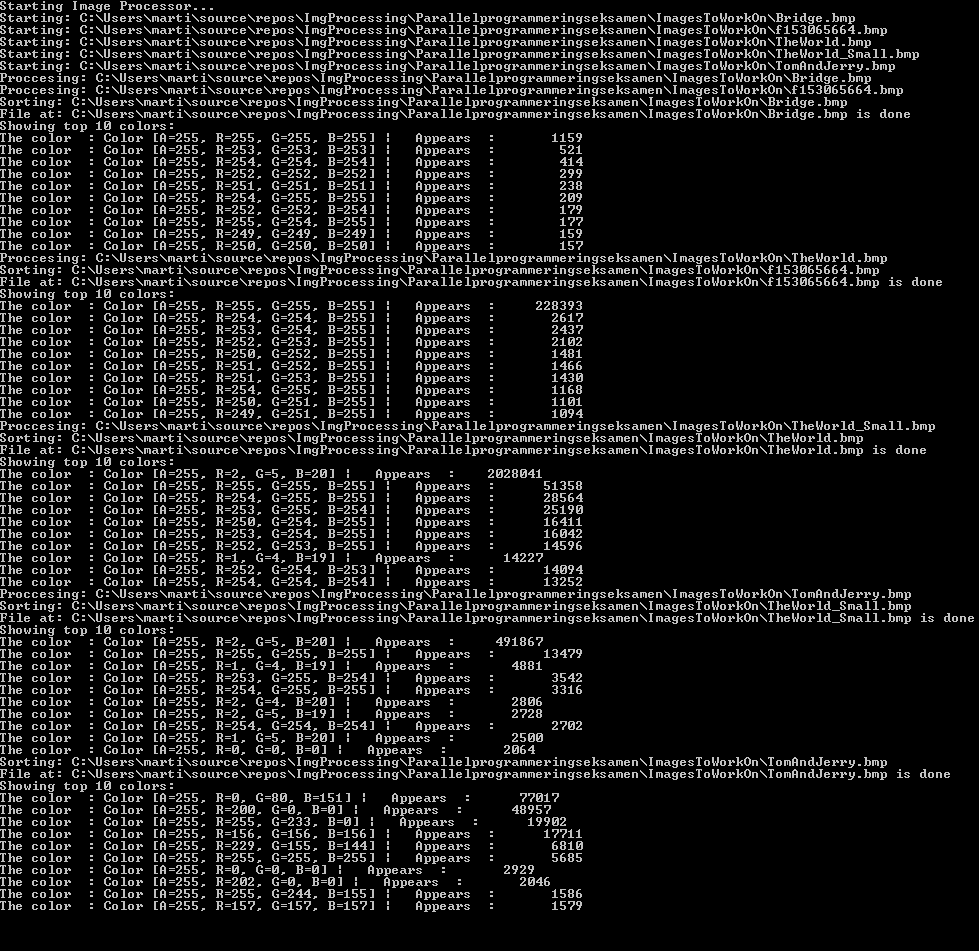 Starting Image Processor...
Starting: C:\Users\marti\source\repos\ImgProcessing\Parallelprogrammeringseksamen\ImagesToWorkOn\Bridge.bmp
Starting: C:\Users\marti\source\repos\ImgProcessing\Parallelprogrammeringseksamen\ImagesToWorkOn\f153065664.bmp
Starting: C:\Users\marti\source\repos\ImgProcessing\Parallelprogrammeringseksamen\ImagesToWorkOn\TheWorld.bmp
Starting: C:\Users\marti\source\repos\ImgProcessing\Parallelprogrammeringseksamen\ImagesToWorkOn\TheWorld_Small.bmp
Starting: C:\Users\marti\source\repos\ImgProcessing\Parallelprogrammeringseksamen\ImagesToWorkOn\TomAndJerry.bmp
Proccesing: C:\Users\marti\source\repos\ImgProcessing\Parallelprogrammeringseksamen\ImagesToWorkOn\Bridge.bmp
Proccesing: C:\Users\marti\source\repos\ImgProcessing\Parallelprogrammeringseksamen\ImagesToWorkOn\f153065664.bmp
Sorting: C:\Users\marti\source\repos\ImgProcessing\Parallelprogrammeringseksamen\ImagesToWorkOn\Bridge.bmp
File at: C:\Users\marti\source\repos\ImgProcessing\Parallelprogrammeringseksamen\ImagesToWorkOn\Bridge.bmp is done
Showing top 10 colors:
The color  : Color [A=255, R=255, G=255, B=255] ¦   Appears  :       1159
The color  : Color [A=255, R=253, G=253, B=253] ¦   Appears  :        521
The color  : Color [A=255, R=254, G=254, B=254] ¦   Appears  :        414
The color  : Color [A=255, R=252, G=252, B=252] ¦   Appears  :        299
The color  : Color [A=255, R=251, G=251, B=251] ¦   Appears  :        238
The color  : Color [A=255, R=254, G=255, B=255] ¦   Appears  :        209
The color  : Color [A=255, R=252, G=252, B=254] ¦   Appears  :        179
The color  : Color [A=255, R=255, G=254, B=255] ¦   Appears  :        177
The color  : Color [A=255, R=249, G=249, B=249] ¦   Appears  :        159
The color  : Color [A=255, R=250, G=250, B=250] ¦   Appears  :        157
Proccesing: C:\Users\marti\source\repos\ImgProcessing\Parallelprogrammeringseksamen\ImagesToWorkOn\TheWorld.bmp
Sorting: C:\Users\marti\source\repos\ImgProcessing\Parallelprogrammeringseksamen\ImagesToWorkOn\f153065664.bmp
File at: C:\Users\marti\source\repos\ImgProcessing\Parallelprogrammeringseksamen\ImagesToWorkOn\f153065664.bmp is done
Showing top 10 colors:
The color  : Color [A=255, R=255, G=255, B=255] ¦   Appears  :     228393
The color  : Color [A=255, R=254, G=254, B=255] ¦   Appears  :       2617
The color  : Color [A=255, R=253, G=254, B=255] ¦   Appears  :       2437
The color  : Color [A=255, R=252, G=253, B=255] ¦   Appears  :       2102
The color  : Color [A=255, R=250, G=252, B=255] ¦   Appears  :       1481
The color  : Color [A=255, R=251, G=252, B=255] ¦   Appears  :       1466
The color  : Color [A=255, R=251, G=253, B=255] ¦   Appears  :       1430
The color  : Color [A=255, R=254, G=255, B=255] ¦   Appears  :       1168
The color  : Color [A=255, R=250, G=251, B=255] ¦   Appears  :       1101
The color  : Color [A=255, R=249, G=251, B=255] ¦   Appears  :       1094
Proccesing: C:\Users\marti\source\repos\ImgProcessing\Parallelprogrammeringseksamen\ImagesToWorkOn\TheWorld_Small.bmp
Sorting: C:\Users\marti\source\repos\ImgProcessing\Parallelprogrammeringseksamen\ImagesToWorkOn\TheWorld.bmp
File at: C:\Users\marti\source\repos\ImgProcessing\Parallelprogrammeringseksamen\ImagesToWorkOn\TheWorld.bmp is done
Showing top 10 colors:
The color  : Color [A=255, R=2, G=5, B=20] ¦   Appears  :    2028041
The color  : Color [A=255, R=255, G=255, B=255] ¦   Appears  :      51358
The color  : Color [A=255, R=254, G=255, B=255] ¦   Appears  :      28564
The color  : Color [A=255, R=253, G=255, B=254] ¦   Appears  :      25190
The color  : Color [A=255, R=250, G=254, B=255] ¦   Appears  :      16411
The color  : Color [A=255, R=253, G=254, B=255] ¦   Appears  :      16042
The color  : Color [A=255, R=252, G=253, B=255] ¦   Appears  :      14596
The color  : Color [A=255, R=1, G=4, B=19] ¦   Appears  :      14227
The color  : Color [A=255, R=252, G=254, B=253] ¦   Appears  :      14094
The color  : Color [A=255, R=254, G=254, B=254] ¦   Appears  :      13252
Proccesing: C:\Users\marti\source\repos\ImgProcessing\Parallelprogrammeringseksamen\ImagesToWorkOn\TomAndJerry.bmp
Sorting: C:\Users\marti\source\repos\ImgProcessing\Parallelprogrammeringseksamen\ImagesToWorkOn\TheWorld_Small.bmp
File at: C:\Users\marti\source\repos\ImgProcessing\Parallelprogrammeringseksamen\ImagesToWorkOn\TheWorld_Small.bmp is done
Showing top 10 colors:
The color  : Color [A=255, R=2, G=5, B=20] ¦   Appears  :     491867
The color  : Color [A=255, R=255, G=255, B=255] ¦   Appears  :      13479
The color  : Color [A=255, R=1, G=4, B=19] ¦   Appears  :       4881
The color  : Color [A=255, R=253, G=255, B=254] ¦   Appears  :       3542
The color  : Color [A=255, R=254, G=255, B=255] ¦   Appears  :       3316
The color  : Color [A=255, R=2, G=4, B=20] ¦   Appears  :       2806
The color  : Color [A=255, R=2, G=5, B=19] ¦   Appears  :       2728
The color  : Color [A=255, R=254, G=254, B=254] ¦   Appears  :       2702
The color  : Color [A=255, R=1, G=5, B=20] ¦   Appears  :       2500
The color  : Color [A=255, R=0, G=0, B=0] ¦   Appears  :       2064
Sorting: C:\Users\marti\source\repos\ImgProcessing\Parallelprogrammeringseksamen\ImagesToWorkOn\TomAndJerry.bmp
File at: C:\Users\marti\source\repos\ImgProcessing\Parallelprogrammeringseksamen\ImagesToWorkOn\TomAndJerry.bmp is done
Showing top 10 colors:
The color  : Color [A=255, R=0, G=80, B=151] ¦   Appears  :      77017
The color  : Color [A=255, R=200, G=0, B=0] ¦   Appears  :      48957
The color  : Color [A=255, R=255, G=233, B=0] ¦   Appears  :      19902
The color  : Color [A=255, R=156, G=156, B=156] ¦   Appears  :      17711
The color  : Color [A=255, R=229, G=155, B=144] ¦   Appears  :       6810
The color  : Color [A=255, R=255, G=255, B=255] ¦   Appears  :       5685
The color  : Color [A=255, R=0, G=0, B=0] ¦   Appears  :       2929
The color  : Color [A=255, R=202, G=0, B=0] ¦   Appears  :       2046
The color  : Color [A=255, R=255, G=244, B=155] ¦   Appears  :       1586
The color  : Color [A=255, R=157, G=157, B=157] ¦   Appears  :       1579